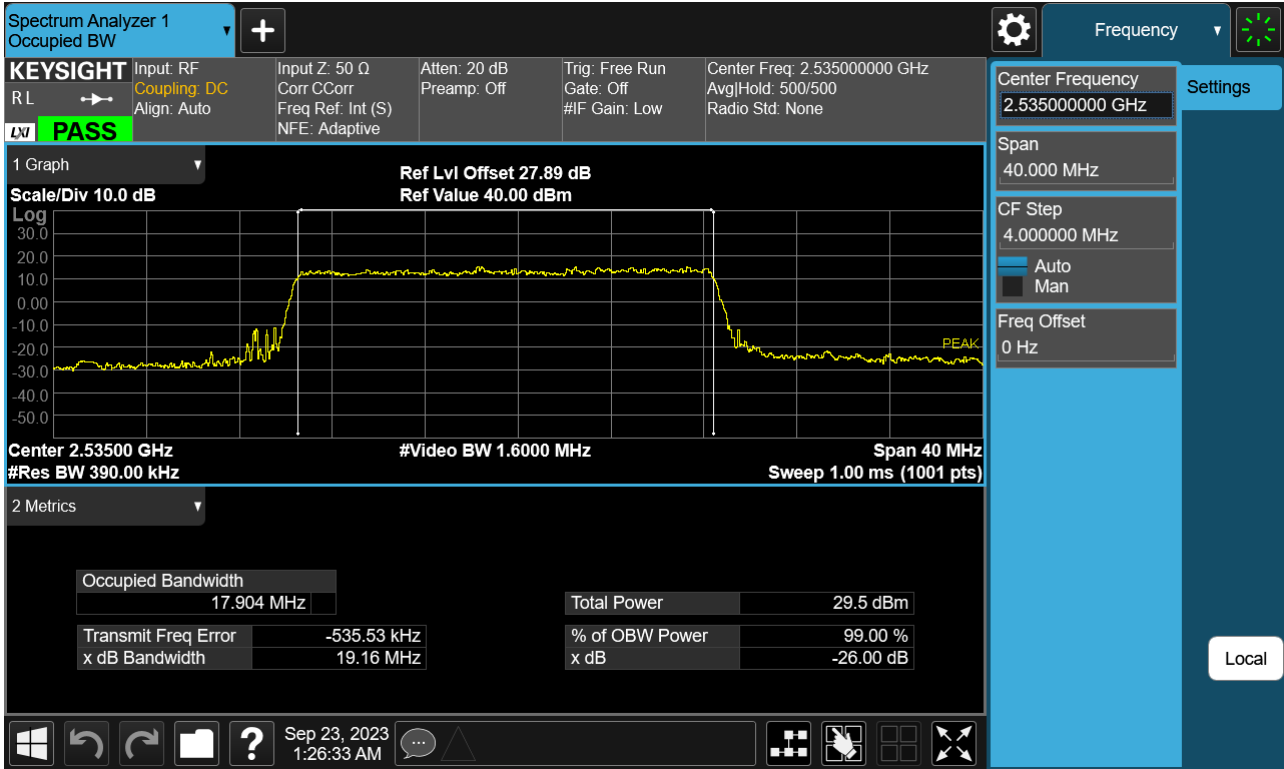 Spectrum Analyzer 1
Occupied BW
Frequency
KEYSIGHT
R L
LXI PASS
Input: RF
Coupling: DC
Align: Auto
Input Z: 50 Ω
Corr CCorr
Freq Ref: Int (S)
NFE: Adaptive
Atten: 20 dB
Preamp: Off
Trig: Free Run
Gate: Off
#IF Gain: Low
Center Freq: 2.535000000 GHz
Avg|Hold: 500/500
Radio Std: None
Center Frequency
2.535000000 GHz
Settings
Span
40.000 MHz
CF Step
4.000000 MHz
Auto
Man
Freq Offset
0 Hz
Local
1 Graph
Ref Lvl Offset 27.89 dB
Scale/Div 10.0 dB
Ref Value 40.00 dBm
Log
30.0
20.0
10.0
0.00
-10.0
-20.0
-30.0
-40.0
-50.0
PEAK
Center 2.53500 GHz
#Video BW 1.6000 MHz
Span 40 MHz
#Res BW 390.00 kHz
Sweep 1.00 ms (1001 pts)
2 Metrics
Occupied Bandwidth
17.904 MHz
Total Power 29.5 dBm
Transmit Freq Error -535.53 kHz
% of OBW Power 99.00 %
x dB Bandwidth 19.16 MHz
x dB -26.00 dB
?
Sep 23, 2023
1:26:33 AM